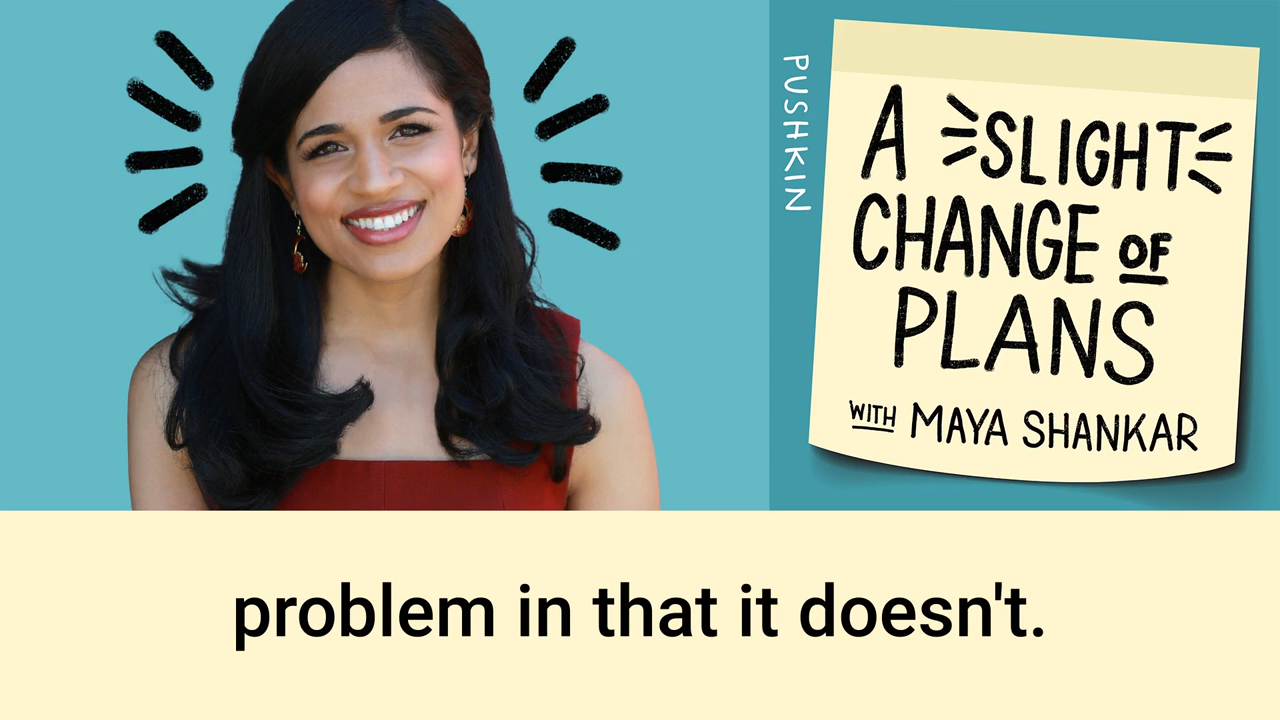 PUSHKIN
A SLIGHT
CHANGE OF
PLANS
WITH MAYA SHANKAR
problem in that it doesn't.